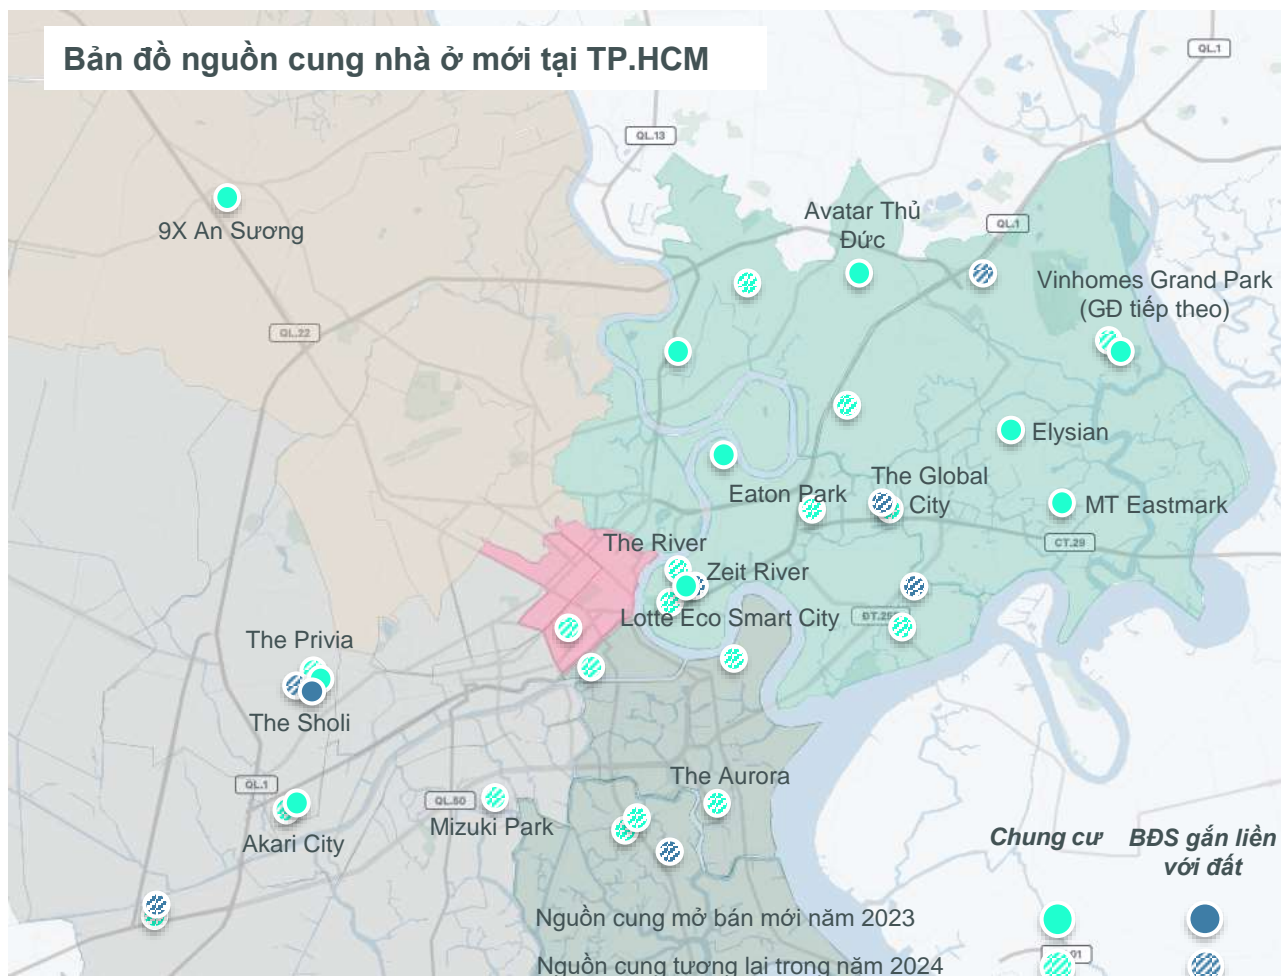 Bản đồ nguồn cung nhà ở mới tại TP.HCM
QL.1
QL.13
9X An Sương
Avatar Thủ
Đức
QL.1
Vinhomes Grand Park
(GĐ tiếp theo)
QL.22
Elysian
Eaton Park
The Global
City
MT Eastmark
CT.29
The River
Zeit River
Lotte Eco Smart City
The Privia
The Sholi
The Aurora
QL.1
QL.50
Mizuki Park
Akari City
Chung cư
BĐS gắn liền
với đất
Nguồn cung mở bán mới năm 2023
Nguồn cung tương lai trong năm 2024